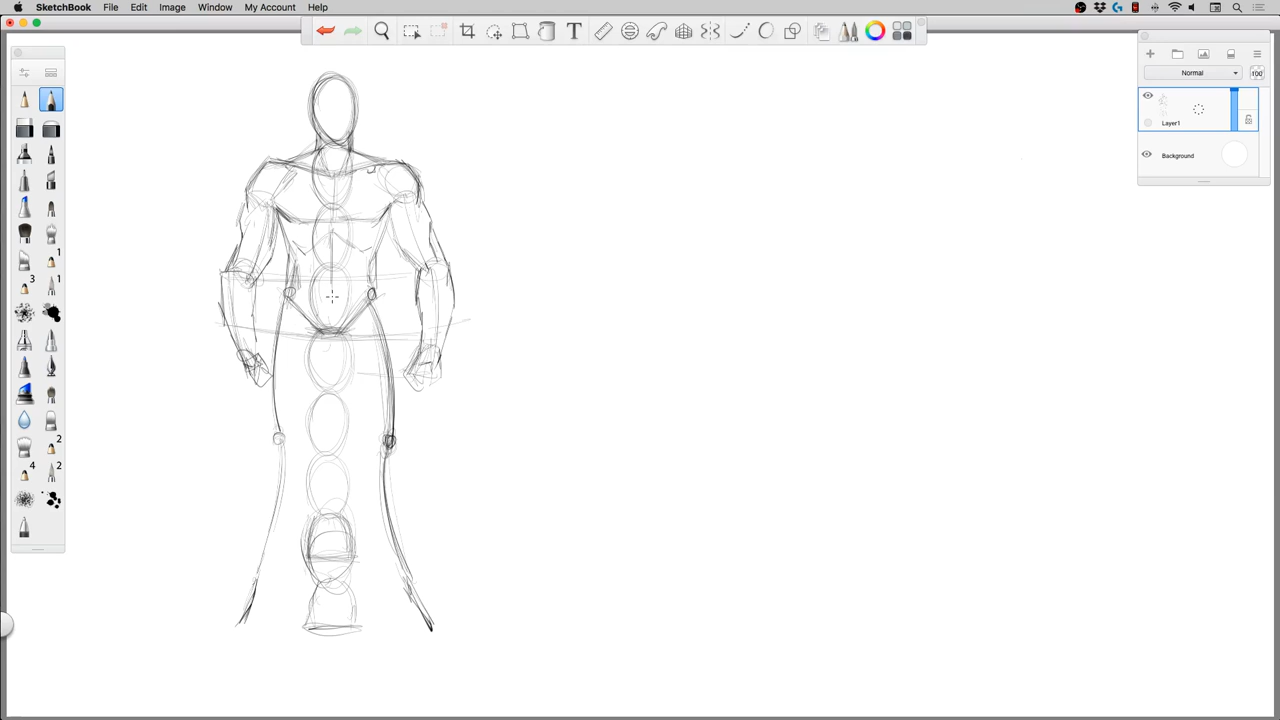 SketchBook File Edit Image Window My Account Help
T
Normal
100
Layer1
Background
1
3 1
2
4 2